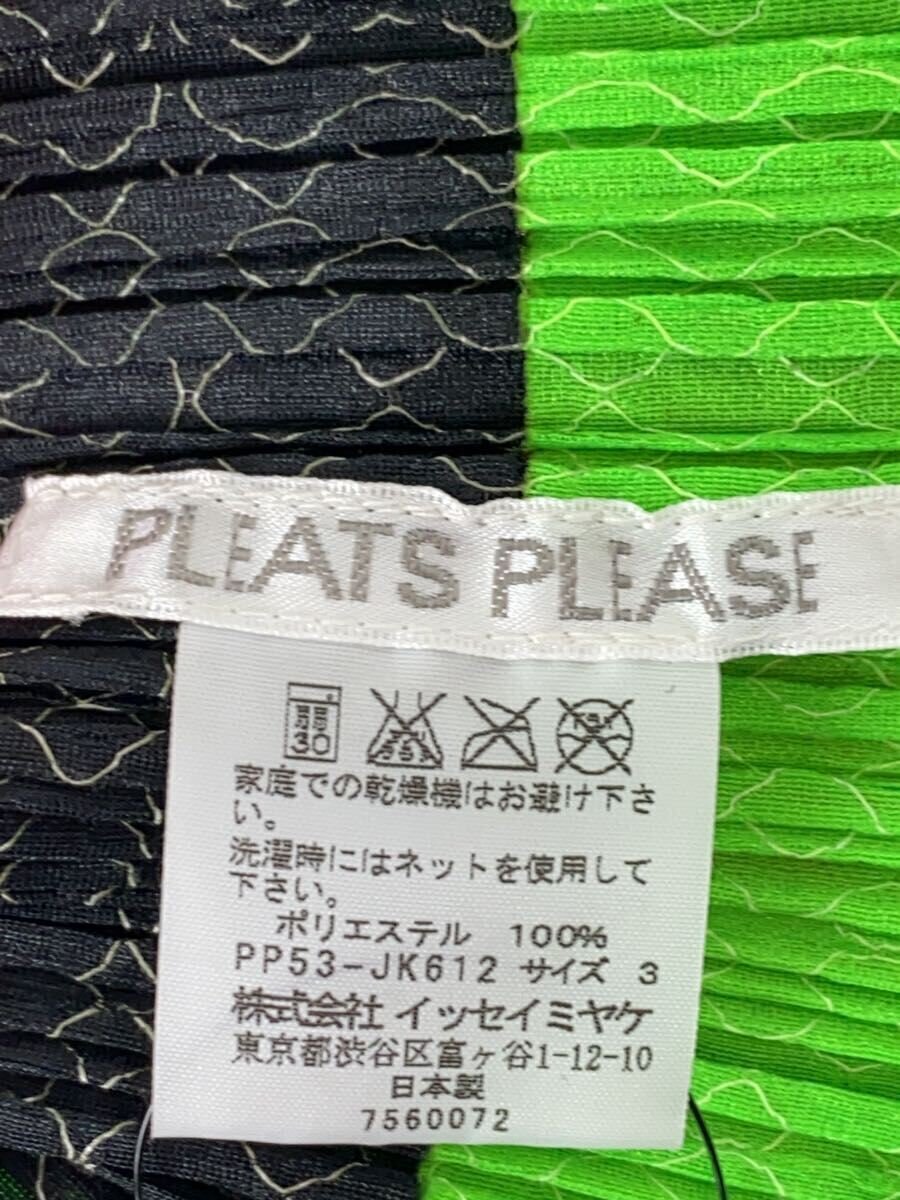 PLEATS PLEASE
30
家庭での乾燥機はお避け下さ
い。
洗濯時にはネットを使用して
下さい。
ポリエステル 100%
PP53-JK612 サイズ 3
株式会社 イッセイミヤケ
東京都渋谷区富ヶ谷1-12-10
日本製
7560072